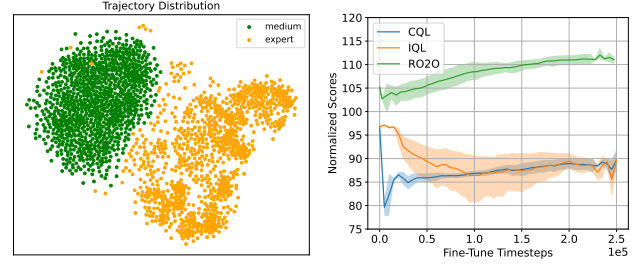 Trajectory Distribution
medium
expert
Normalized Scores
120
115
110
105
100
95
90
85
80
75
CQL
IQL
RO2O
0.0
0.5
1.0
1.5
2.0
2.5
1e5
Fine-Tune Timesteps